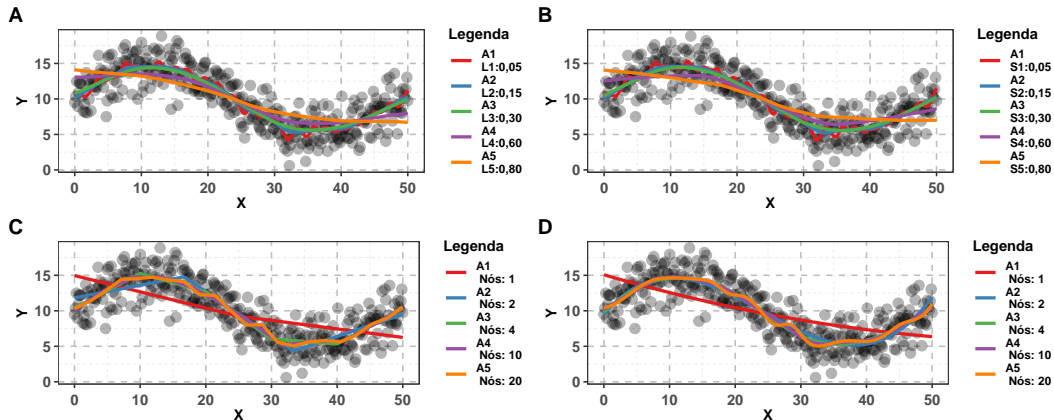 A
Y
15
10
5
0
0 10 20 30 40 50
X
Legenda
A1
L1:0,05
A2
L2:0,15
A3
L3:0,30
A4
L4:0,60
A5
L5:0,80
B
Y
15
10
5
0
0 10 20 30 40 50
X
Legenda
A1
S1:0,05
A2
S2:0,15
A3
S3:0,30
A4
S4:0,60
A5
S5:0,80
C
Y
15
10
5
0
0 10 20 30 40 50
X
Legenda
A1
Nós: 1
A2
Nós: 2
A3
Nós: 4
A4
Nós: 10
A5
Nós: 20
D
Y
15
10
5
0
0 10 20 30 40 50
X
Legenda
A1
Nós: 1
A2
Nós: 2
A3
Nós: 4
A4
Nós: 10
A5
Nós: 20